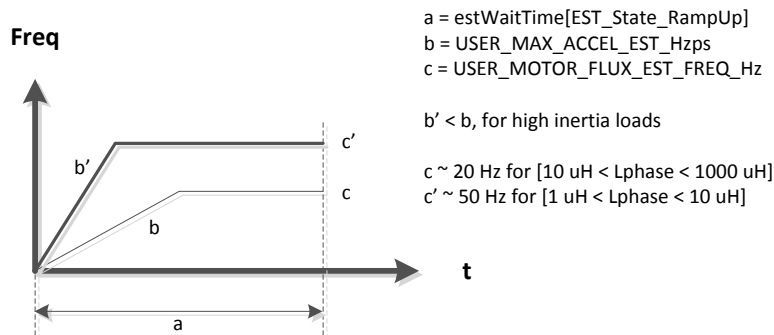 Freq
a = estWaitTime[EST_State_RampUp]
b = USER_MAX_ACCEL_EST_Hzps
c = USER_MOTOR_FLUX_EST_FREQ_Hz
b’ < b, for high inertia loads
c ~ 20 Hz for [10 uH < Lphase < 1000 uH]
c’ ~ 50 Hz for [1 uH < Lphase < 10 uH]
c’
b’
c
b
t
a